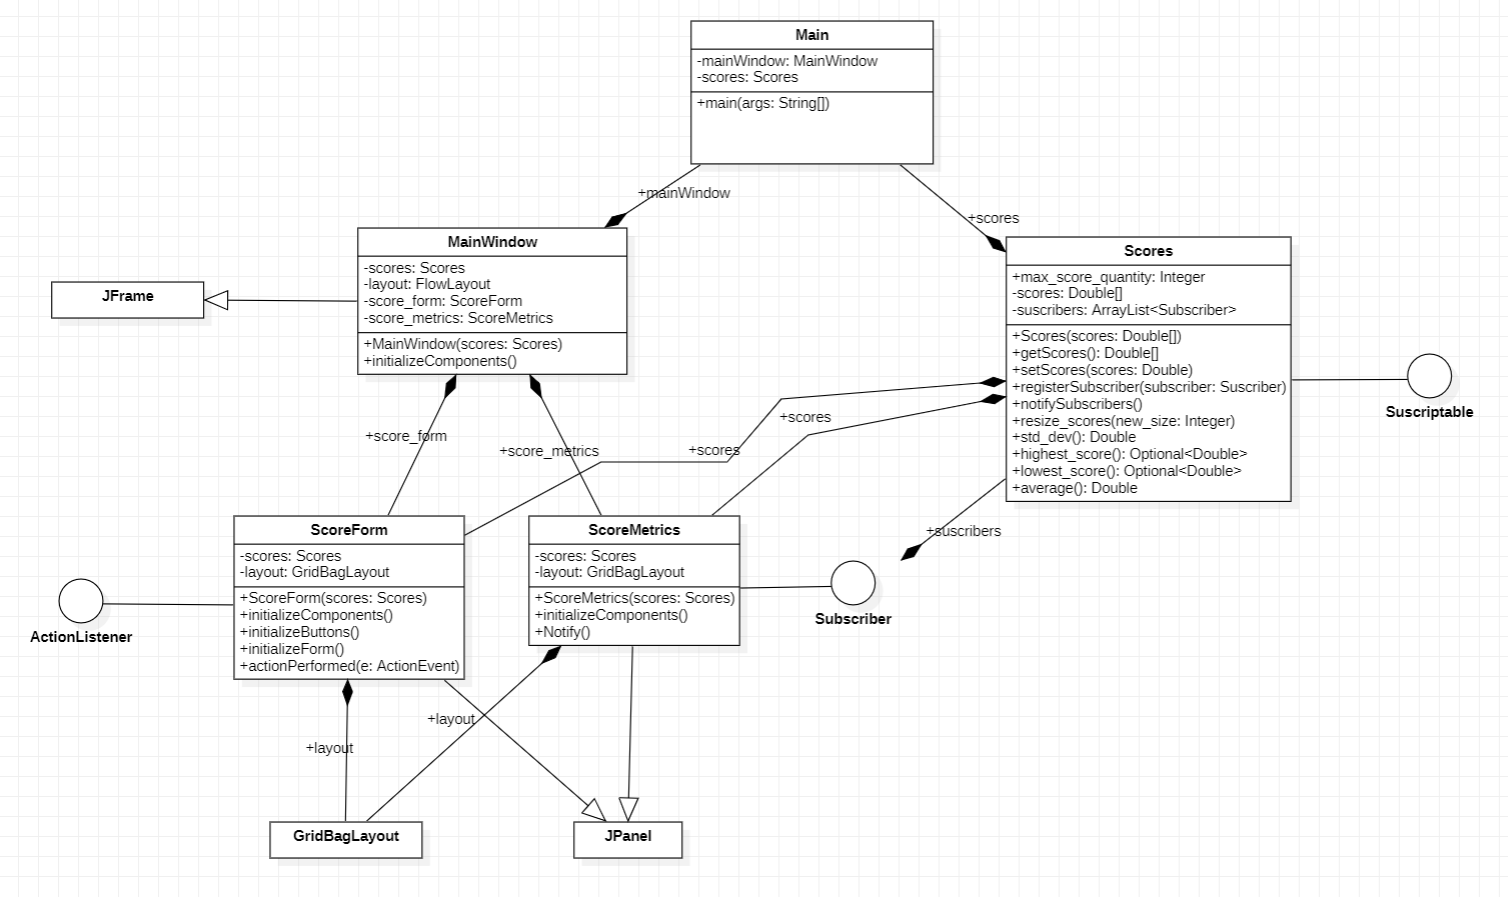 Main
-mainWindow: MainWindow
-scores: Scores
+main(args: String[])
+mainWindow
+scores
MainWindow
-scores: Scores
-layout: FlowLayout
-score_form: ScoreForm
-score_metrics: ScoreMetrics
+MainWindow(scores: Scores)
+initializeComponents()
JFrame
Scores
+max_score_quantity: Integer
-scores: Double[]
-suscribers: ArrayList<Subscriber>
+Scores(scores: Double[])
+getScores(): Double[]
+setScores(scores: Double)
+registerSubscriber(subscriber: Suscriber)
+notifySubscribers()
+resize_scores(new_size: Integer)
+std_dev(): Double
+highest_score(): Optional<Double>
+lowest_score(): Optional<Double>
+average(): Double
Suscriptable
+score_form
+score_metrics
+scores
+scores
+suscribers
ScoreForm
-scores: Scores
-layout: GridBagLayout
+ScoreForm(scores: Scores)
+initializeComponents()
+initializeButtons()
+initializeForm()
+actionPerformed(e: ActionEvent)
ScoreMetrics
-scores: Scores
-layout: GridBagLayout
+ScoreMetrics(scores: Scores)
+initializeComponents()
+Notify()
ActionListener
Subscriber
+layout
+layout
GridBagLayout
JPanel